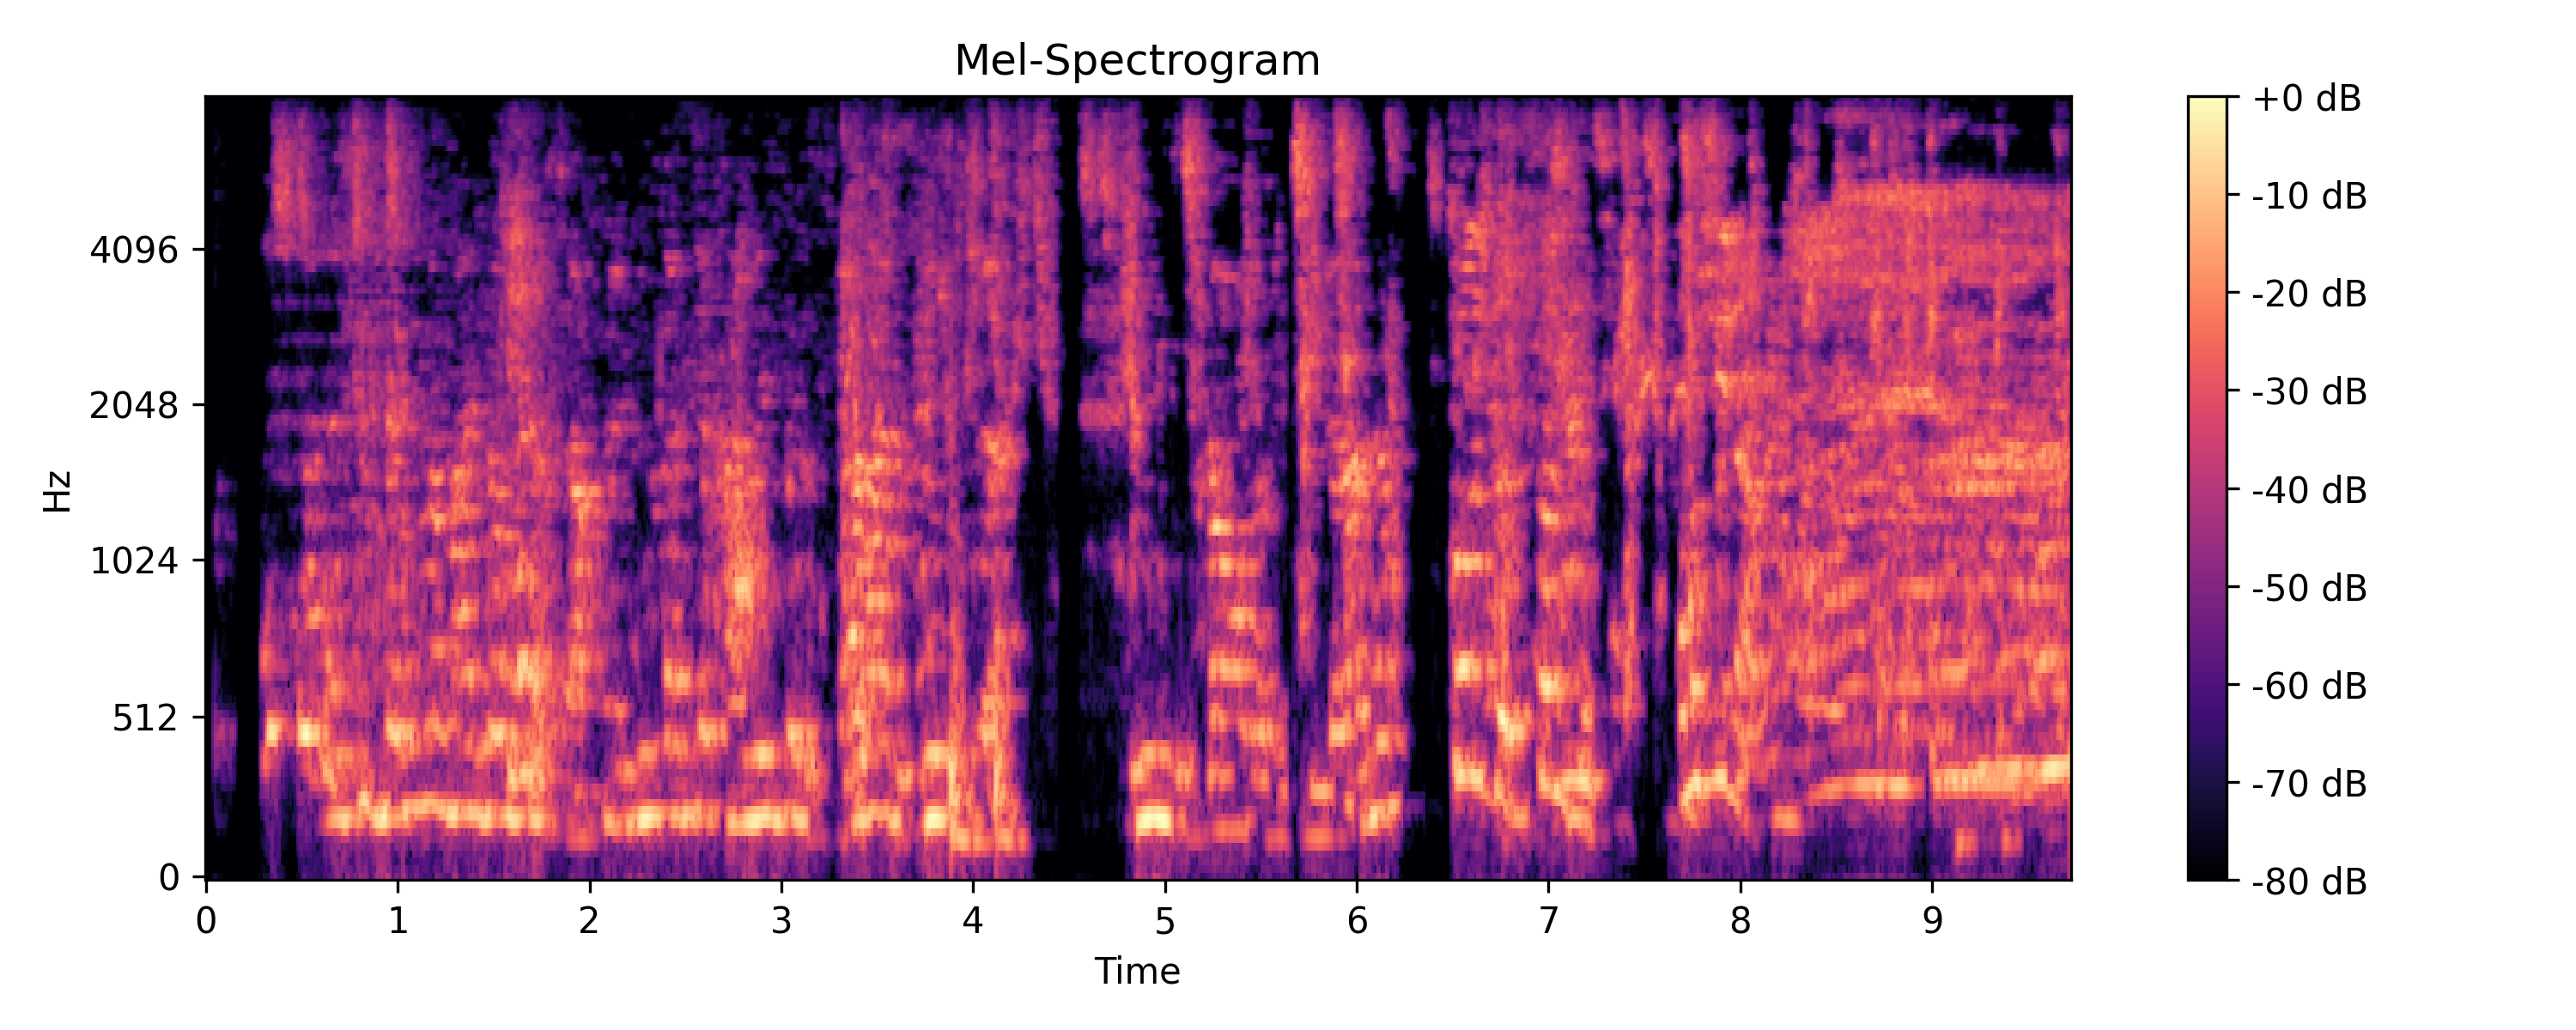 Mel-Spectrogram
Hz
4096
2048
1024
512
0
0 1 2 3 4 5 6 7 8 9
Time
+0 dB
-10 dB
-20 dB
-30 dB
-40 dB
-50 dB
-60 dB
-70 dB
-80 dB